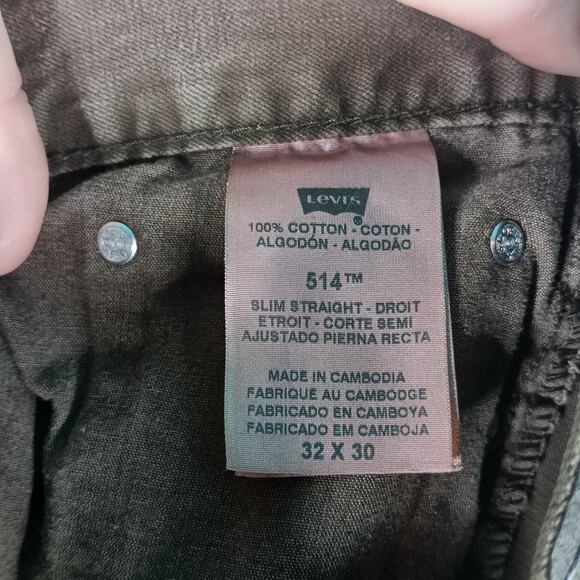 Levi's
®
100% COTTON - COTON -
ALGODÓN - ALGODÃO
514™
SLIM STRAIGHT - DROIT
ETROIT - CORTE SEMI
AJUSTADO PIERNA RECTA
MADE IN CAMBODIA
FABRIQUE AU CAMBODGE
FABRICADO EN CAMBOYA
FABRICADO EM CAMBOJA
32 X 30